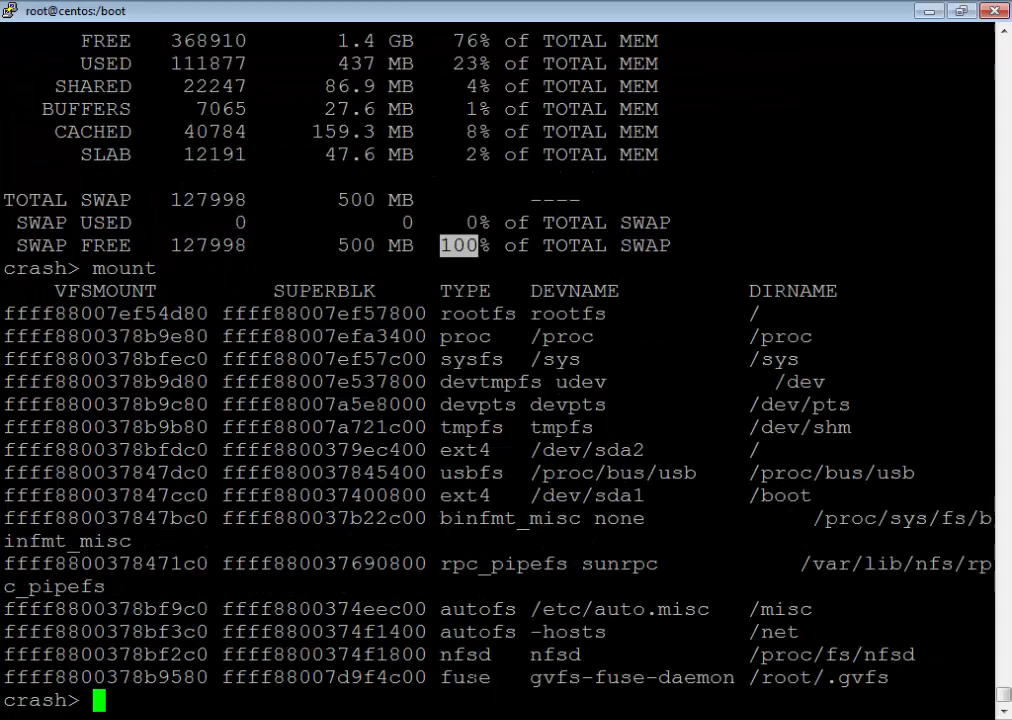 root@centos:/boot
FREE 368910 1.4 GB 76% of TOTAL MEM
USED 111877 437 MB 23% of TOTAL MEM
SHARED 22247 86.9 MB 4% of TOTAL MEM
BUFFERS 7065 27.6 MB 1% of TOTAL MEM
CACHED 40784 159.3 MB 8% of TOTAL MEM
SLAB 12191 47.6 MB 2% of TOTAL MEM
TOTAL SWAP 127998 500 MB ----
SWAP USED 0 0 0% of TOTAL SWAP
SWAP FREE 127998 500 MB 100% of TOTAL SWAP
crash> mount
VFSMOUNT SUPERBLK TYPE DEVNAME DIRNAME
ffff88007ef54d80 ffff88007ef57800 rootfs rootfs /
ffff8800378b9e80 ffff88007efa3400 proc /proc /proc
ffff8800378bfec0 ffff88007ef57c00 sysfs /sys /sys
ffff8800378b9d80 ffff88007e537800 devtmpfs udev /dev
ffff8800378b9c80 ffff88007a5e8000 devpts devpts /dev/pts
ffff8800378b9b80 ffff88007a721c00 tmpfs tmpfs /dev/shm
ffff8800378bfdc0 ffff8800379ec400 ext4 /dev/sda2 /
ffff880037847dc0 ffff880037845400 usbfs /proc/bus/usb /proc/bus/usb
ffff880037847cc0 ffff880037400800 ext4 /dev/sda1 /boot
ffff880037847bc0 ffff880037b22c00 binfmt_misc none /proc/sys/fs/b
infmt_misc
ffff8800378471c0 ffff880037690800 rpc_pipefs sunrpc /var/lib/nfs/rp
c_pipefs
ffff8800378bf9c0 ffff8800374eec00 autofs /etc/auto.misc /misc
ffff8800378bf3c0 ffff8800374f1400 autofs -hosts /net
ffff8800378bf2c0 ffff8800374f1800 nfsd nfsd /proc/fs/nfsd
ffff8800378b9580 ffff88007d9f4c00 fuse gvfs-fuse-daemon /root/.gvfs
crash>